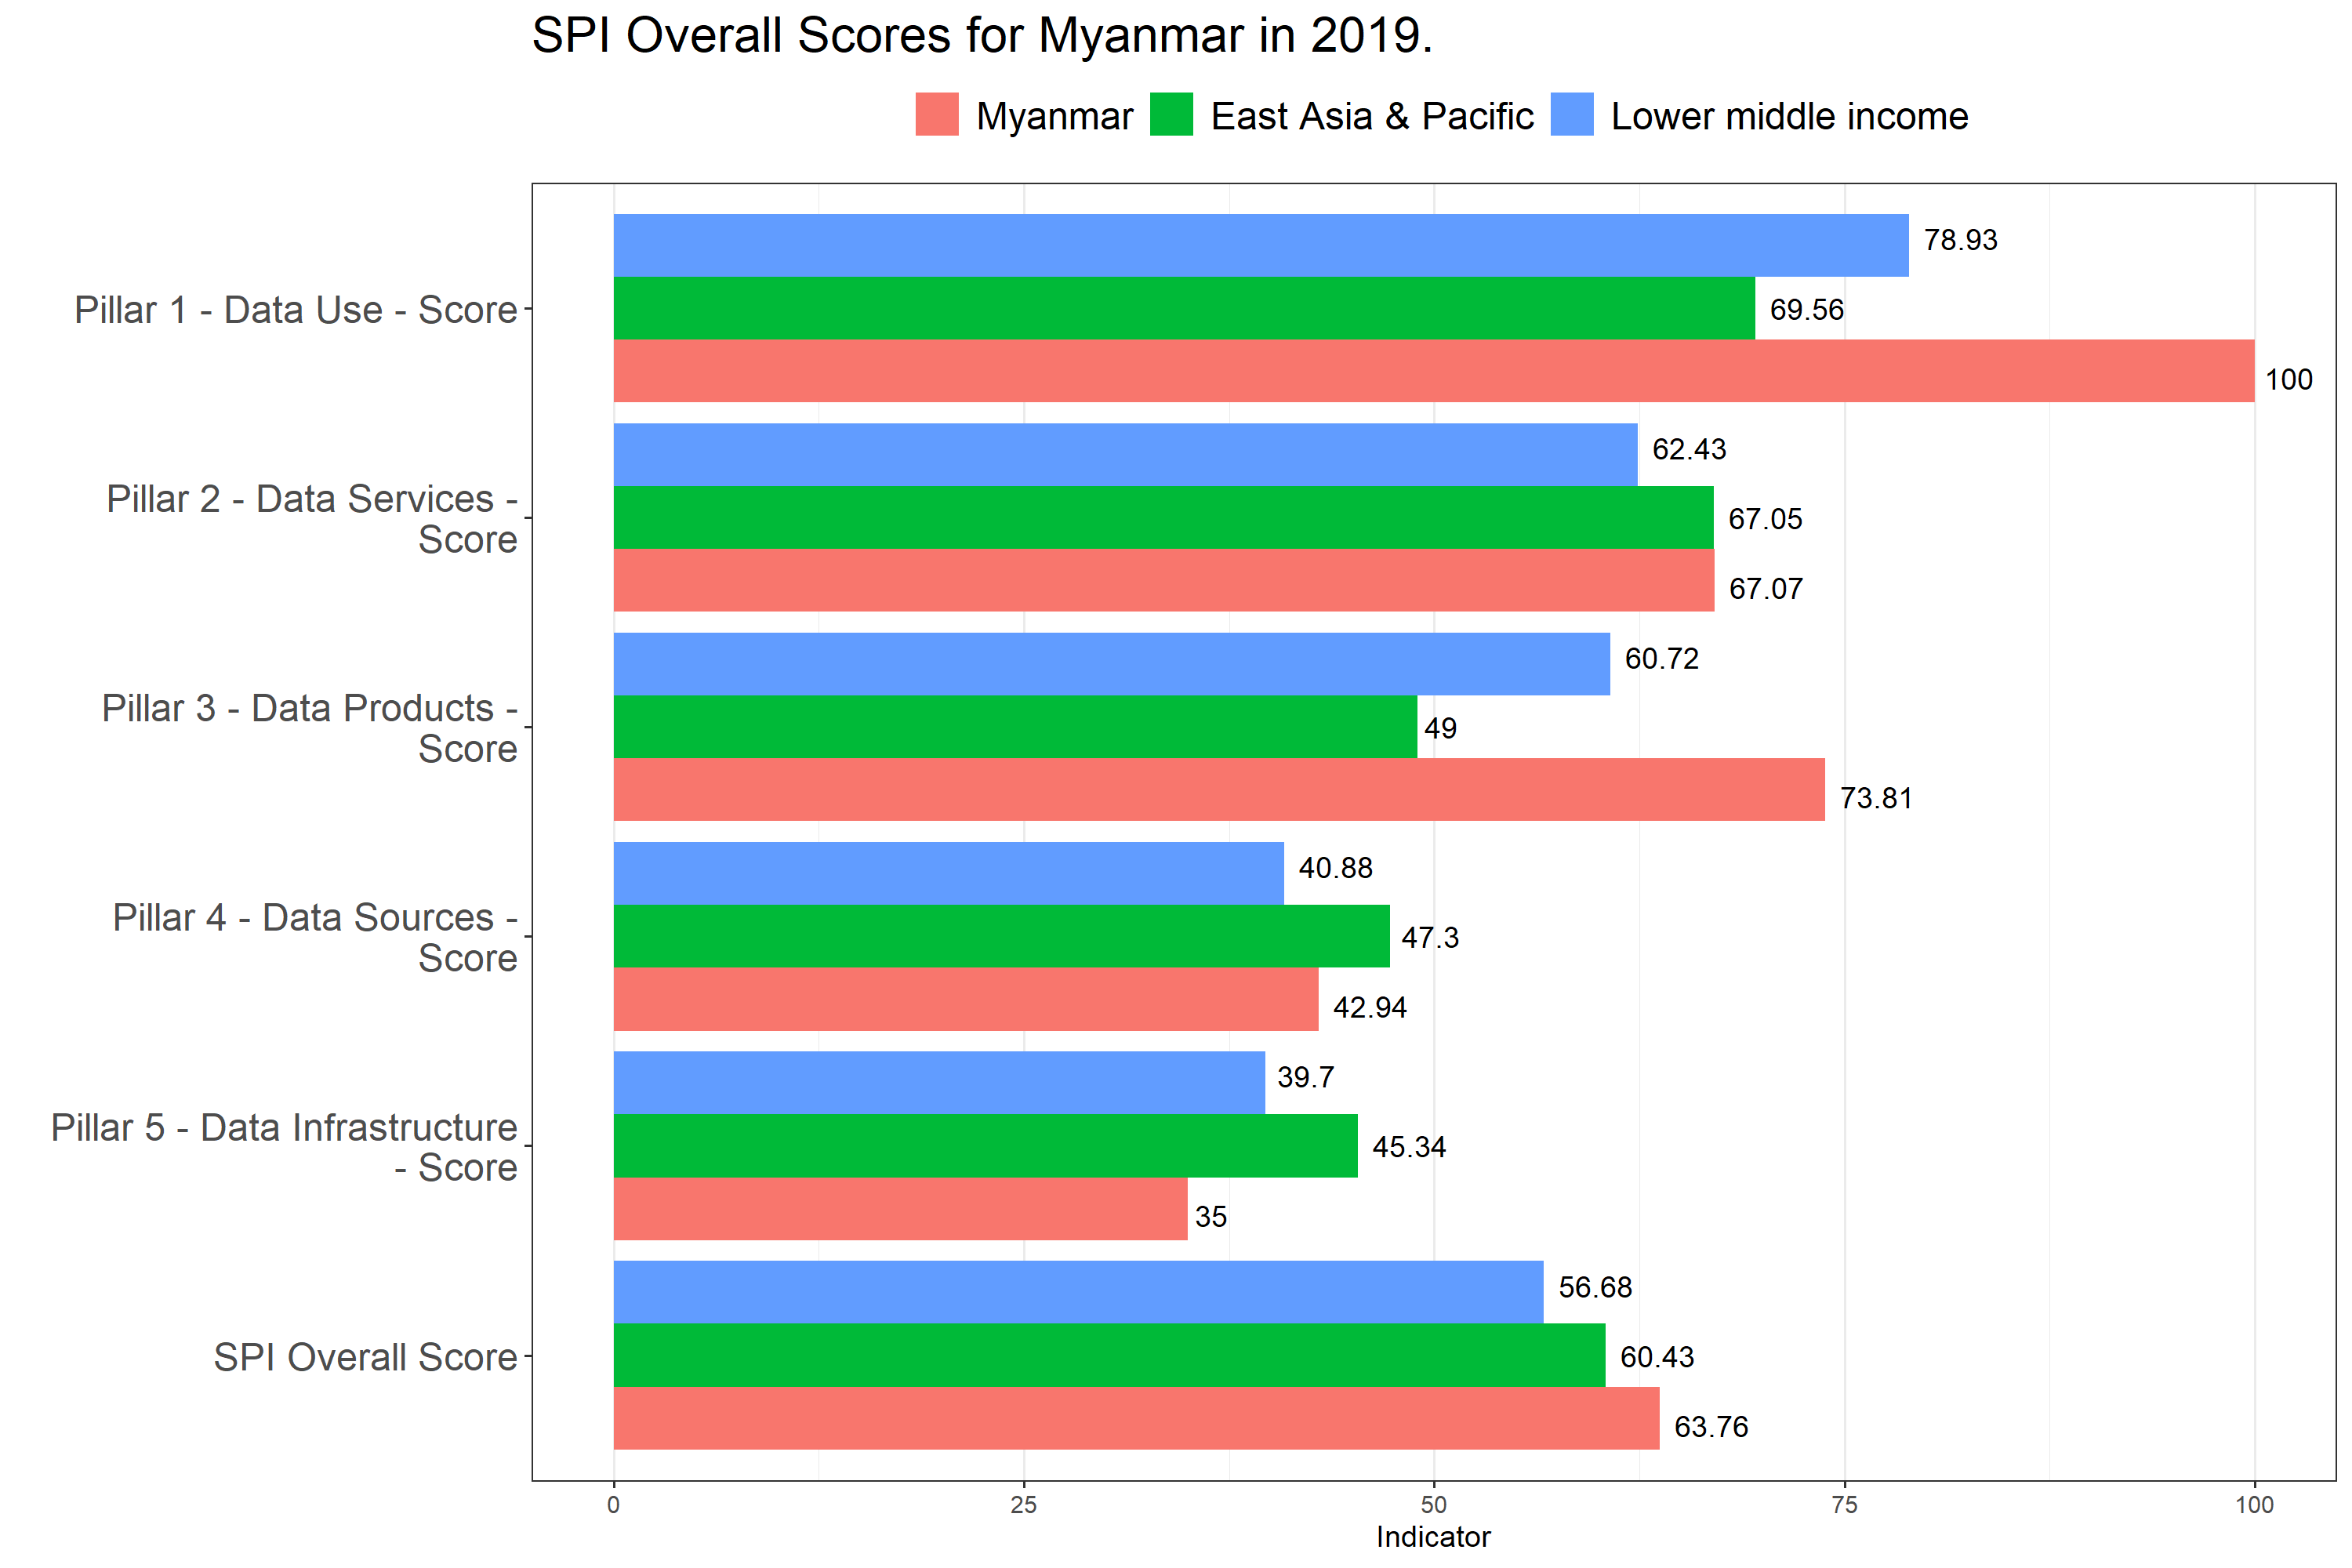 SPI Overall Scores for Myanmar in 2019.
Myanmar East Asia & Pacific Lower middle income
78.93
Pillar 1 - Data Use - Score
69.56
100
62.43
Pillar 2 - Data Services -
Score
67.05
67.07
60.72
Pillar 3 - Data Products -
Score
49
73.81
40.88
Pillar 4 - Data Sources -
Score
47.3
42.94
39.7
Pillar 5 - Data Infrastructure
- Score
45.34
35
56.68
SPI Overall Score
60.43
63.76
0 25 50 75 100
Indicator